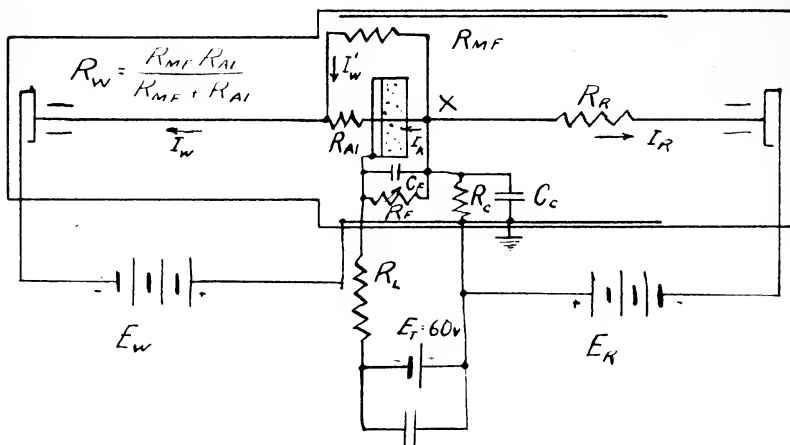 R_MF
R_W = R_MF R_Al / R_MF + R_Al
I'_W
X
R_R
R_Al
I_R
I_W
I_R
C_F
R_F
R_C
C_C
R_L
- +
+ -
E_T = 60v
E_W
E_K